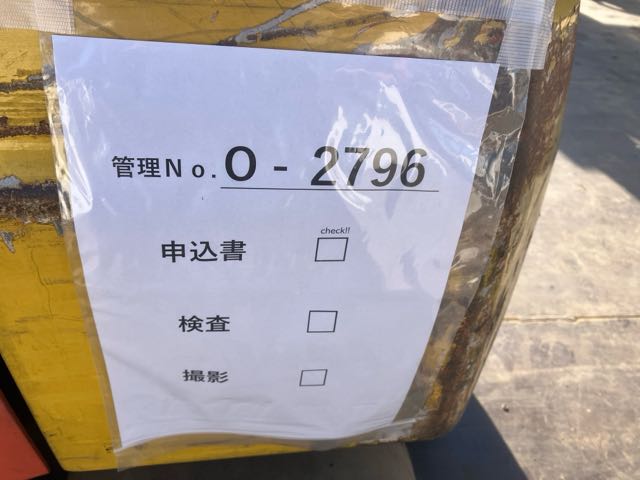 管理No. O - 2796
check!!
申込書 □
検査 □
撮影 □